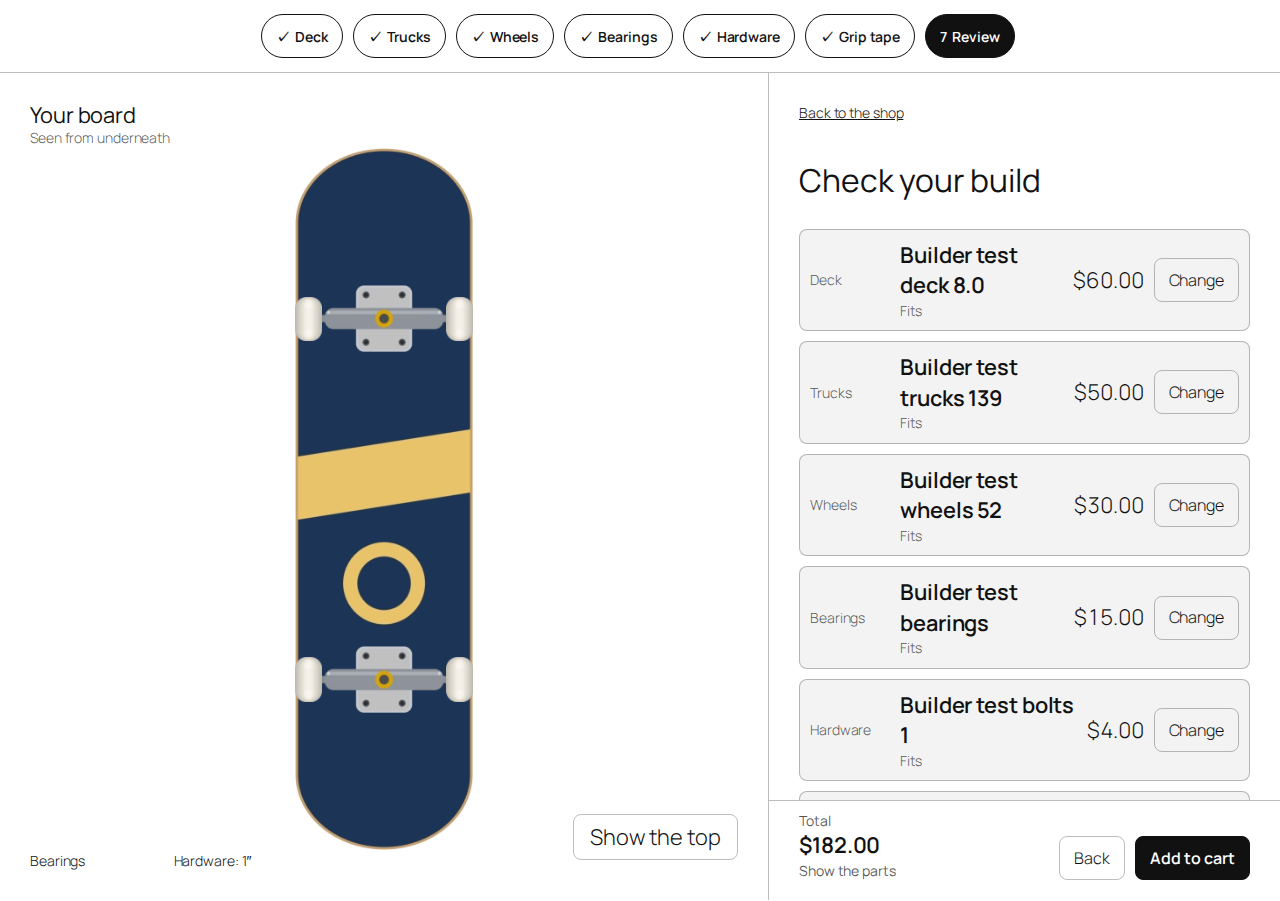 ✓ Deck
✓ Trucks
✓ Wheels
✓ Bearings
✓ Hardware
✓ Grip tape
7 Review
Your board
Seen from underneath
Bearings
Hardware: 1″
Show the top
Back to the shop
Check your build
Deck
Builder test
deck 8.0
Fits
$60.00
Change
Trucks
Builder test
trucks 139
Fits
$50.00
Change
Wheels
Builder test
wheels 52
Fits
$30.00
Change
Bearings
Builder test
bearings
Fits
$15.00
Change
Hardware
Builder test bolts
1
Fits
$4.00
Change
Total
$182.00
Show the parts
Back
Add to cart